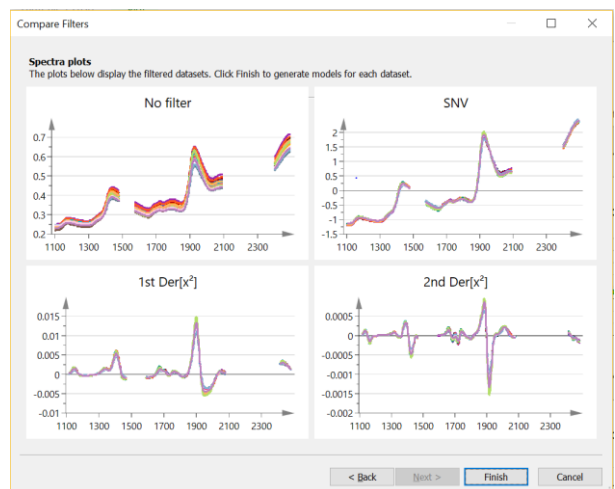 Compare Filters
Spectra plots
The plots below display the filtered datasets. Click Finish to generate models for each dataset.
No filter
0.7
0.6
0.5
0.4
0.3
0.2
1100 1300 1500 1700 1900 2100 2300
SNV
2
1.5
1
0.5
0
-0.5
-1
-1.5
1100 1300 1500 1700 1900 2100 2300
1st Der[x²]
0.015
0.01
0.005
0
-0.005
-0.01
1100 1300 1500 1700 1900 2100 2300
2nd Der[x²]
0.0005
0
-0.0005
-0.001
-0.0015
-0.002
1100 1300 1500 1700 1900 2100 2300
< Back Next > Finish Cancel